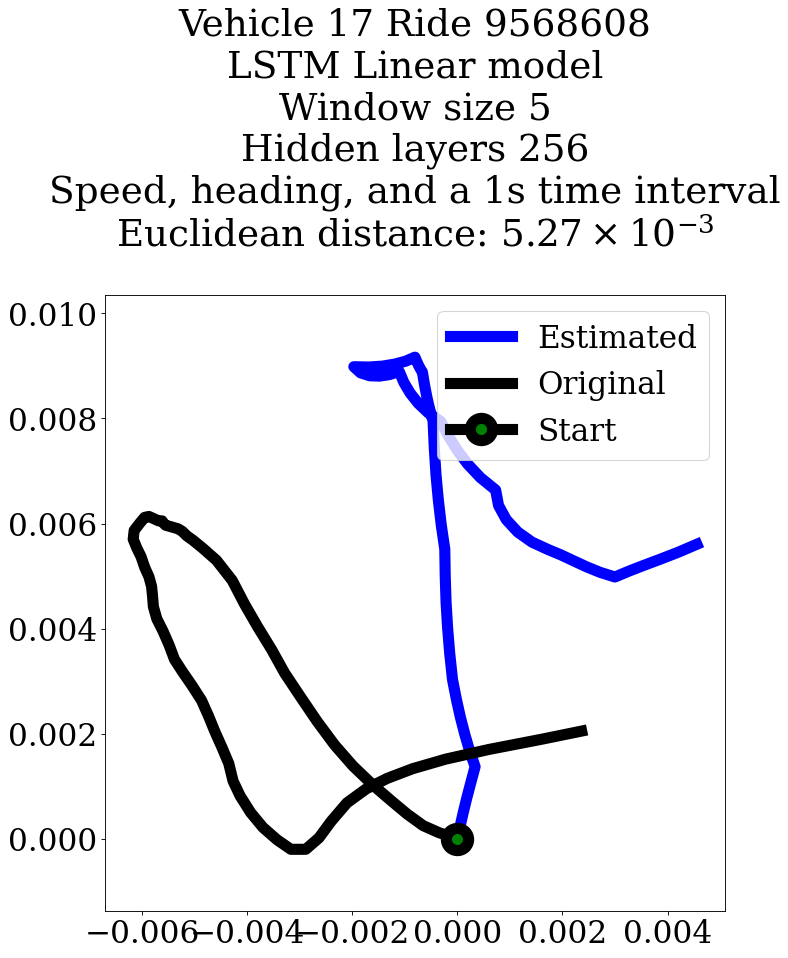 Vehicle 17 Ride 9568608
LSTM Linear model
Window size 5
Hidden layers 256
Speed, heading, and a 1s time interval
Euclidean distance: 5.27 × 10⁻³
0.010
0.008
0.006
0.004
0.002
0.000
Estimated
Original
Start
−0.006 −0.004 −0.002 0.000 0.002 0.004